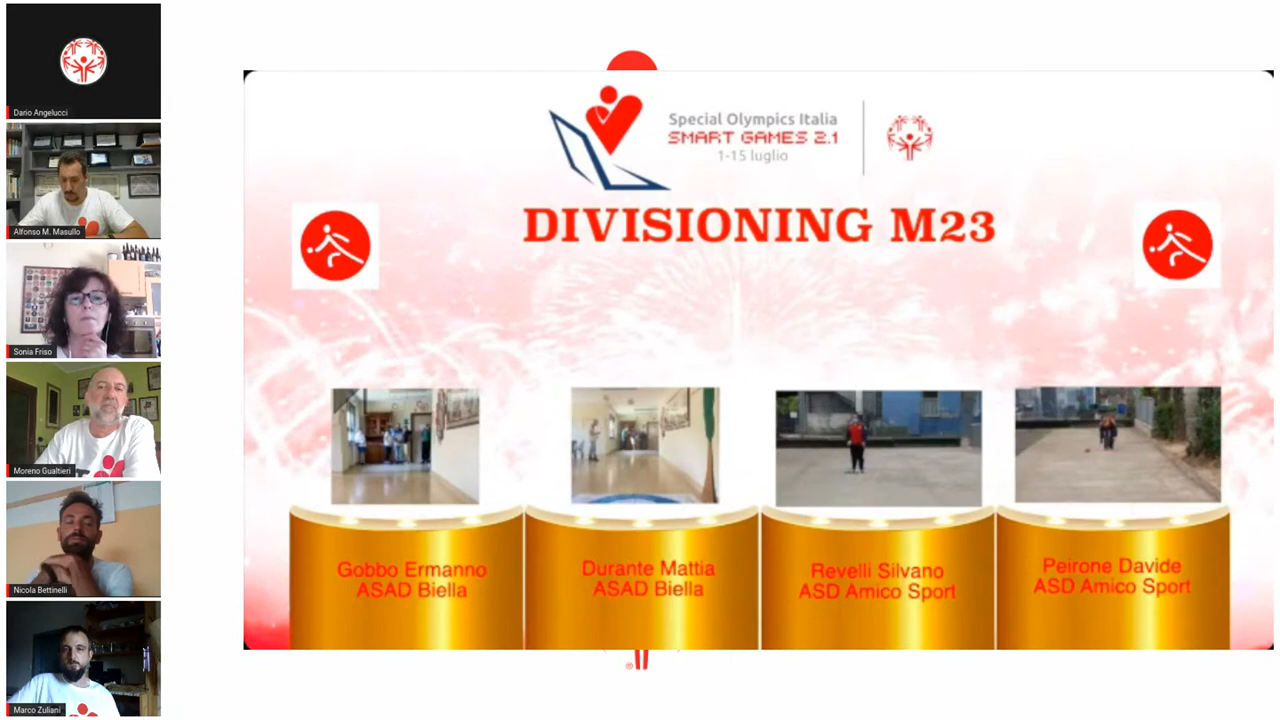 Dario Angelucci
Alfonso M. Masullo
Sonia Friso
Moreno Gualtieri
Nicola Bettinelli
Marco Zuliani
Special Olympics Italia
SMART GAMES 2.1
1-15 luglio
DIVISIONING M23
Gobbo Ermanno
ASAD Biella
Durante Mattia
ASAD Biella
Revelli Silvano
ASD Amico Sport
Peirone Davide
ASD Amico Sport